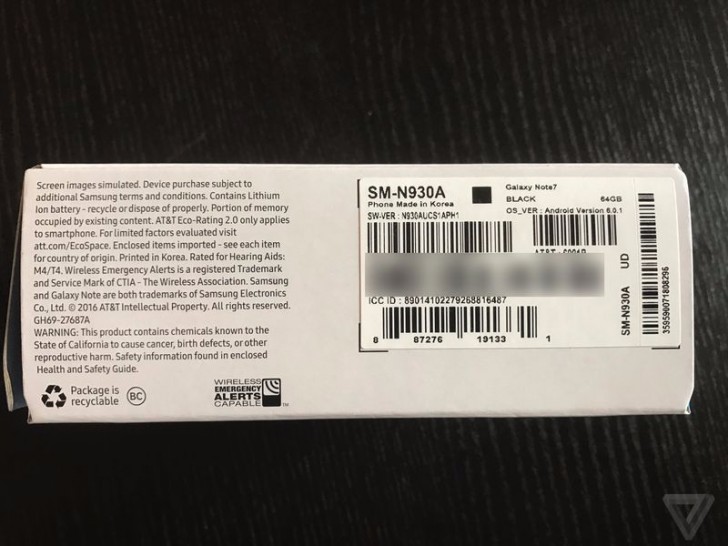 Screen images simulated. Device purchase subject to
additional Samsung terms and conditions. Contains Lithium
Ion battery - recycle or dispose of properly. Portion of memory
occupied by existing content. AT&T Eco-Rating 2.0 only applies
to smartphone. For limited factors evaluated visit
att.com/EcoSpace. Enclosed items imported - see each item
for country of origin. Printed in Korea. Rated for Hearing Aids:
M4/T4. Wireless Emergency Alerts is a registered Trademark
and Service Mark of CTIA - The Wireless Association. Samsung
and Galaxy Note are both trademarks of Samsung Electronics
Co., Ltd. © 2016 AT&T Intellectual Property. All rights reserved.
GH69-27687A
WARNING: This product contains chemicals known to the
State of California to cause cancer, birth defects, or other
reproductive harm. Safety information found in enclosed
Health and Safety Guide.
Package is
recyclable
BC
WIRELESS
EMERGENCY
ALERTS
CAPABLE
TM
SM-N930A
Phone Made in Korea
SW-VER : N930AUCS1APH1
Galaxy Note7
BLACK 64GB
OS_VER : Android Version 6.0.1
ICC ID : 89014102279268816487
8 87276 19133 1
SM-N930A UD
359590071808296